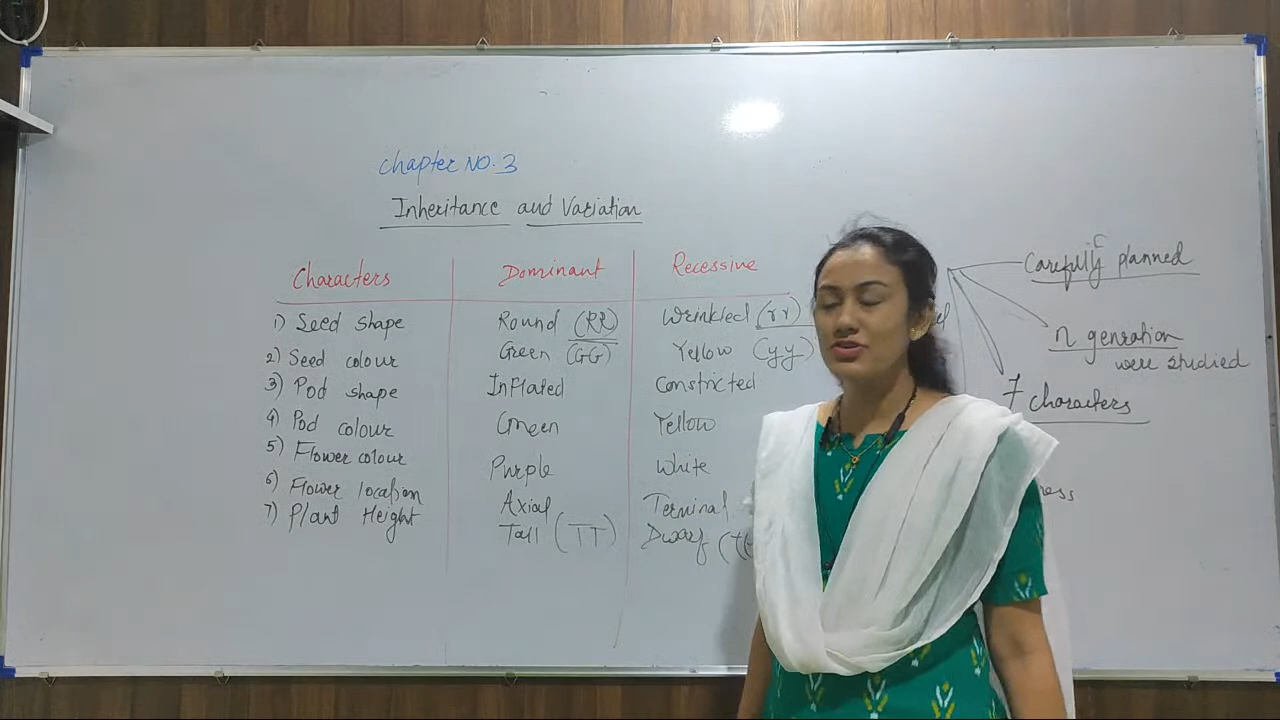 Chapter NO. 3
Inheritance and Variation
Characters Dominant Recessive
1) Seed shape Round (RR) Wrinkled (rr)
2) Seed colour Green (GG) Yellow (yy)
3) Pod shape Inflated Constricted
4) Pod colour Green Yellow
5) Flower colour Purple White
6) Flower location Axial Terminal
7) Plant Height Tall (TT) Dwarf
Carefully planned
n genration
were studied
7 characters